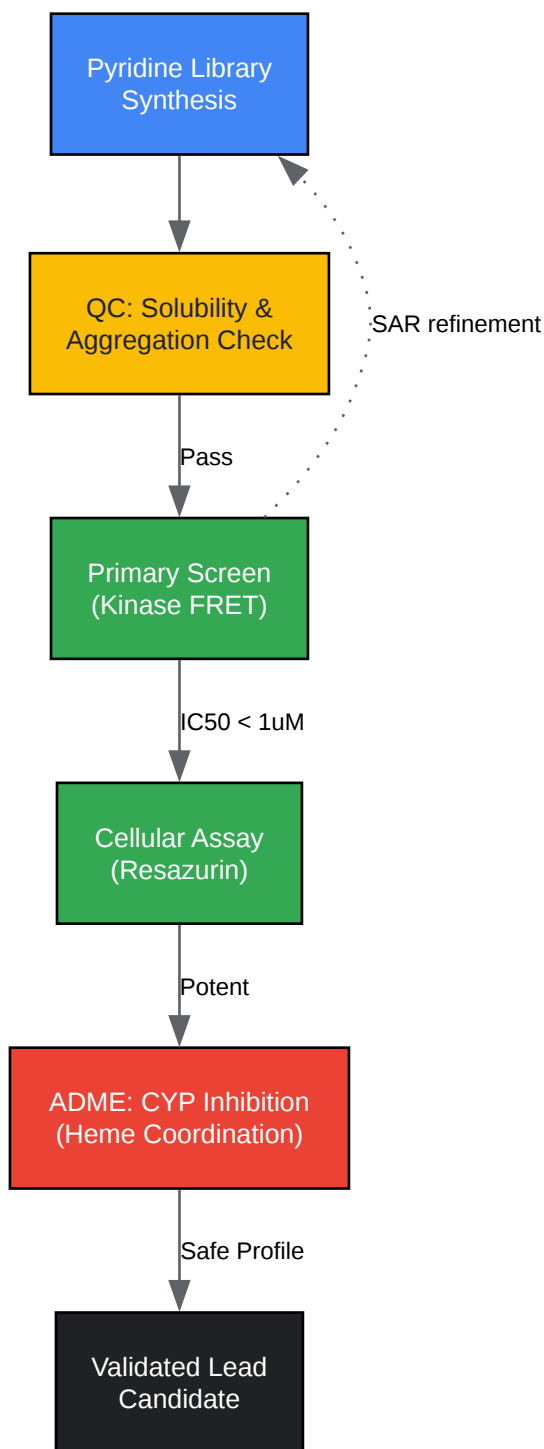 Pyridine Library
Synthesis
QC: Solubility &
Aggregation Check
SAR refinement
Pass
Primary Screen
(Kinase FRET)
IC50 < 1uM
Cellular Assay
(Resazurin)
Potent
ADME: CYP Inhibition
(Heme Coordination)
Safe Profile
Validated Lead
Candidate